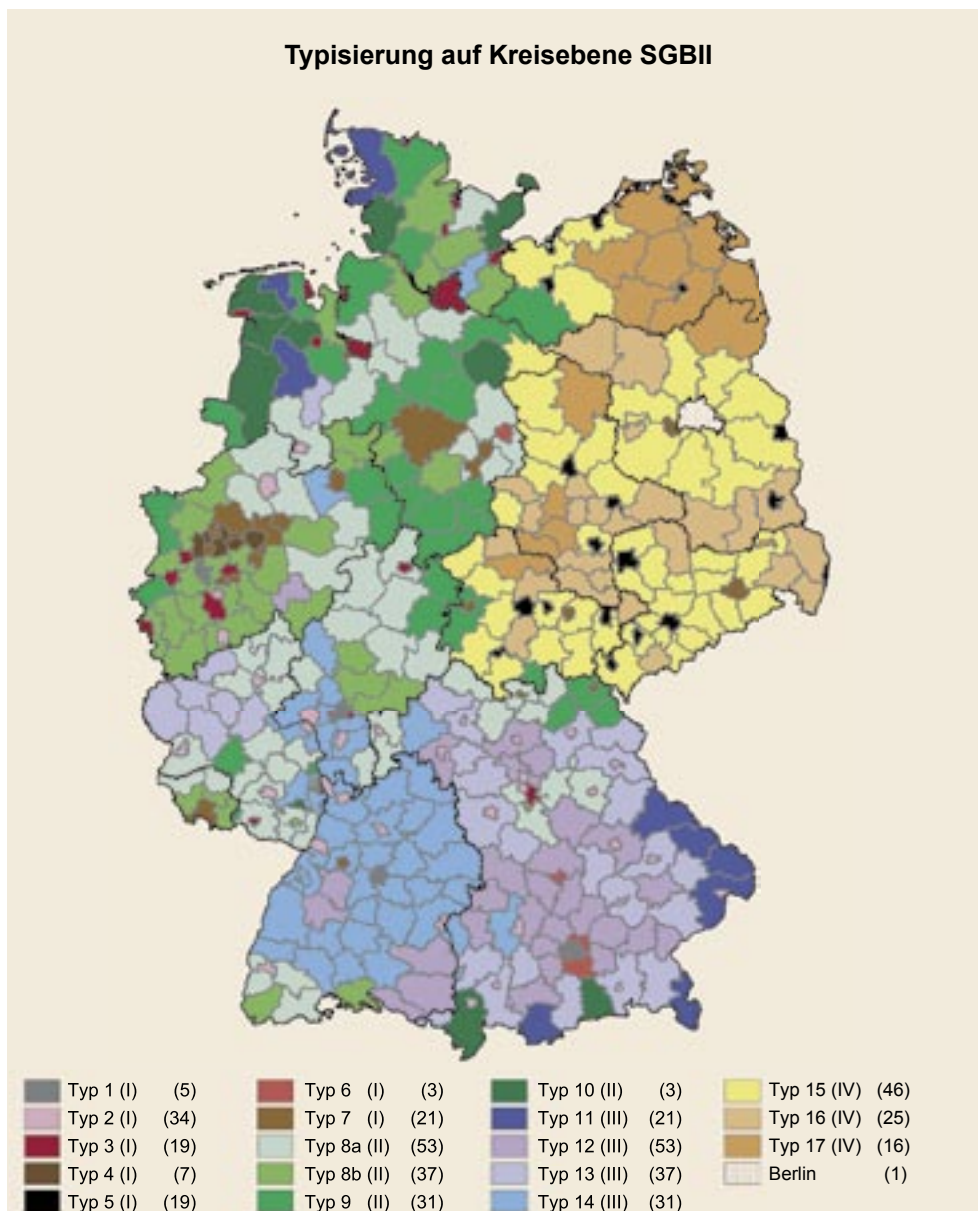 Typisierung auf Kreisebene SGBII
Typ 1 (I) (5)
Typ 2 (I) (34)
Typ 3 (I) (19)
Typ 4 (I) (7)
Typ 5 (I) (19)
Typ 6 (I) (3)
Typ 7 (I) (21)
Typ 8a (II) (53)
Typ 8b (II) (37)
Typ 9 (II) (31)
Typ 10 (II) (3)
Typ 11 (III) (21)
Typ 12 (III) (53)
Typ 13 (III) (37)
Typ 14 (III) (31)
Typ 15 (IV) (46)
Typ 16 (IV) (25)
Typ 17 (IV) (16)
Berlin (1)